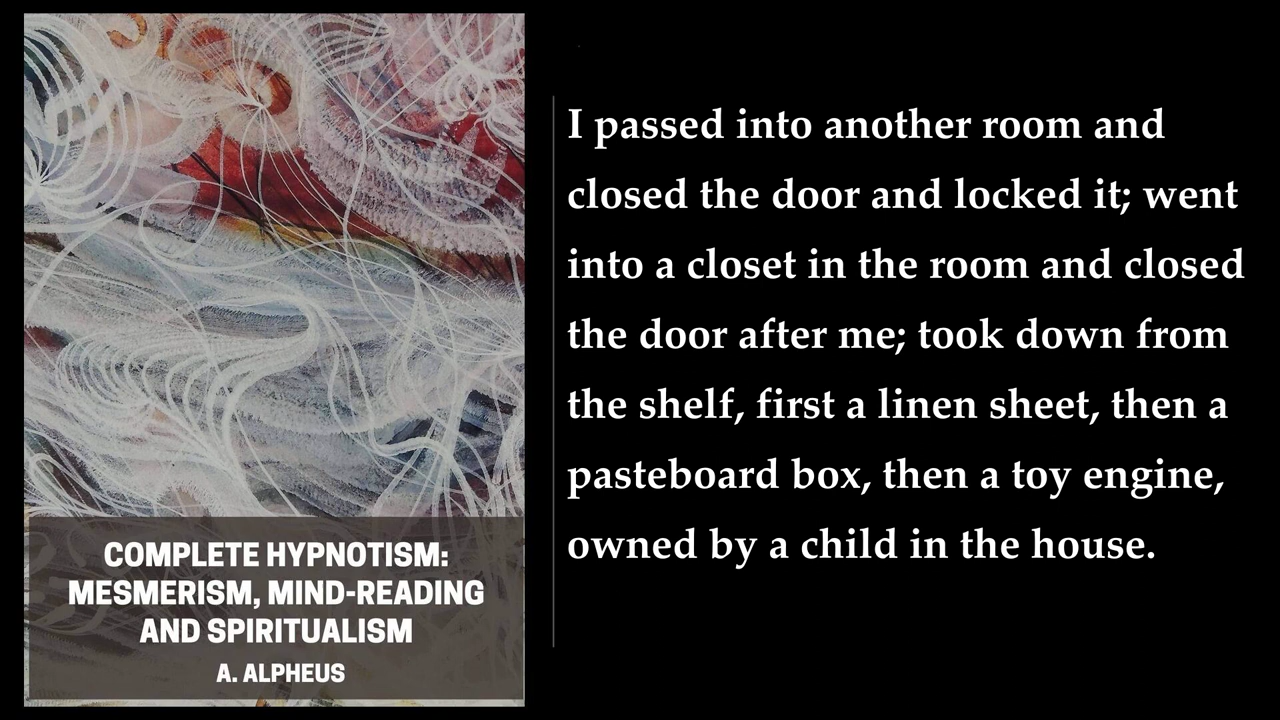 COMPLETE HYPNOTISM:
MESMERISM, MIND-READING
AND SPIRITUALISM
A. ALPHEUS
I passed into another room and
closed the door and locked it; went
into a closet in the room and closed
the door after me; took down from
the shelf, first a linen sheet, then a
pasteboard box, then a toy engine,
owned by a child in the house.